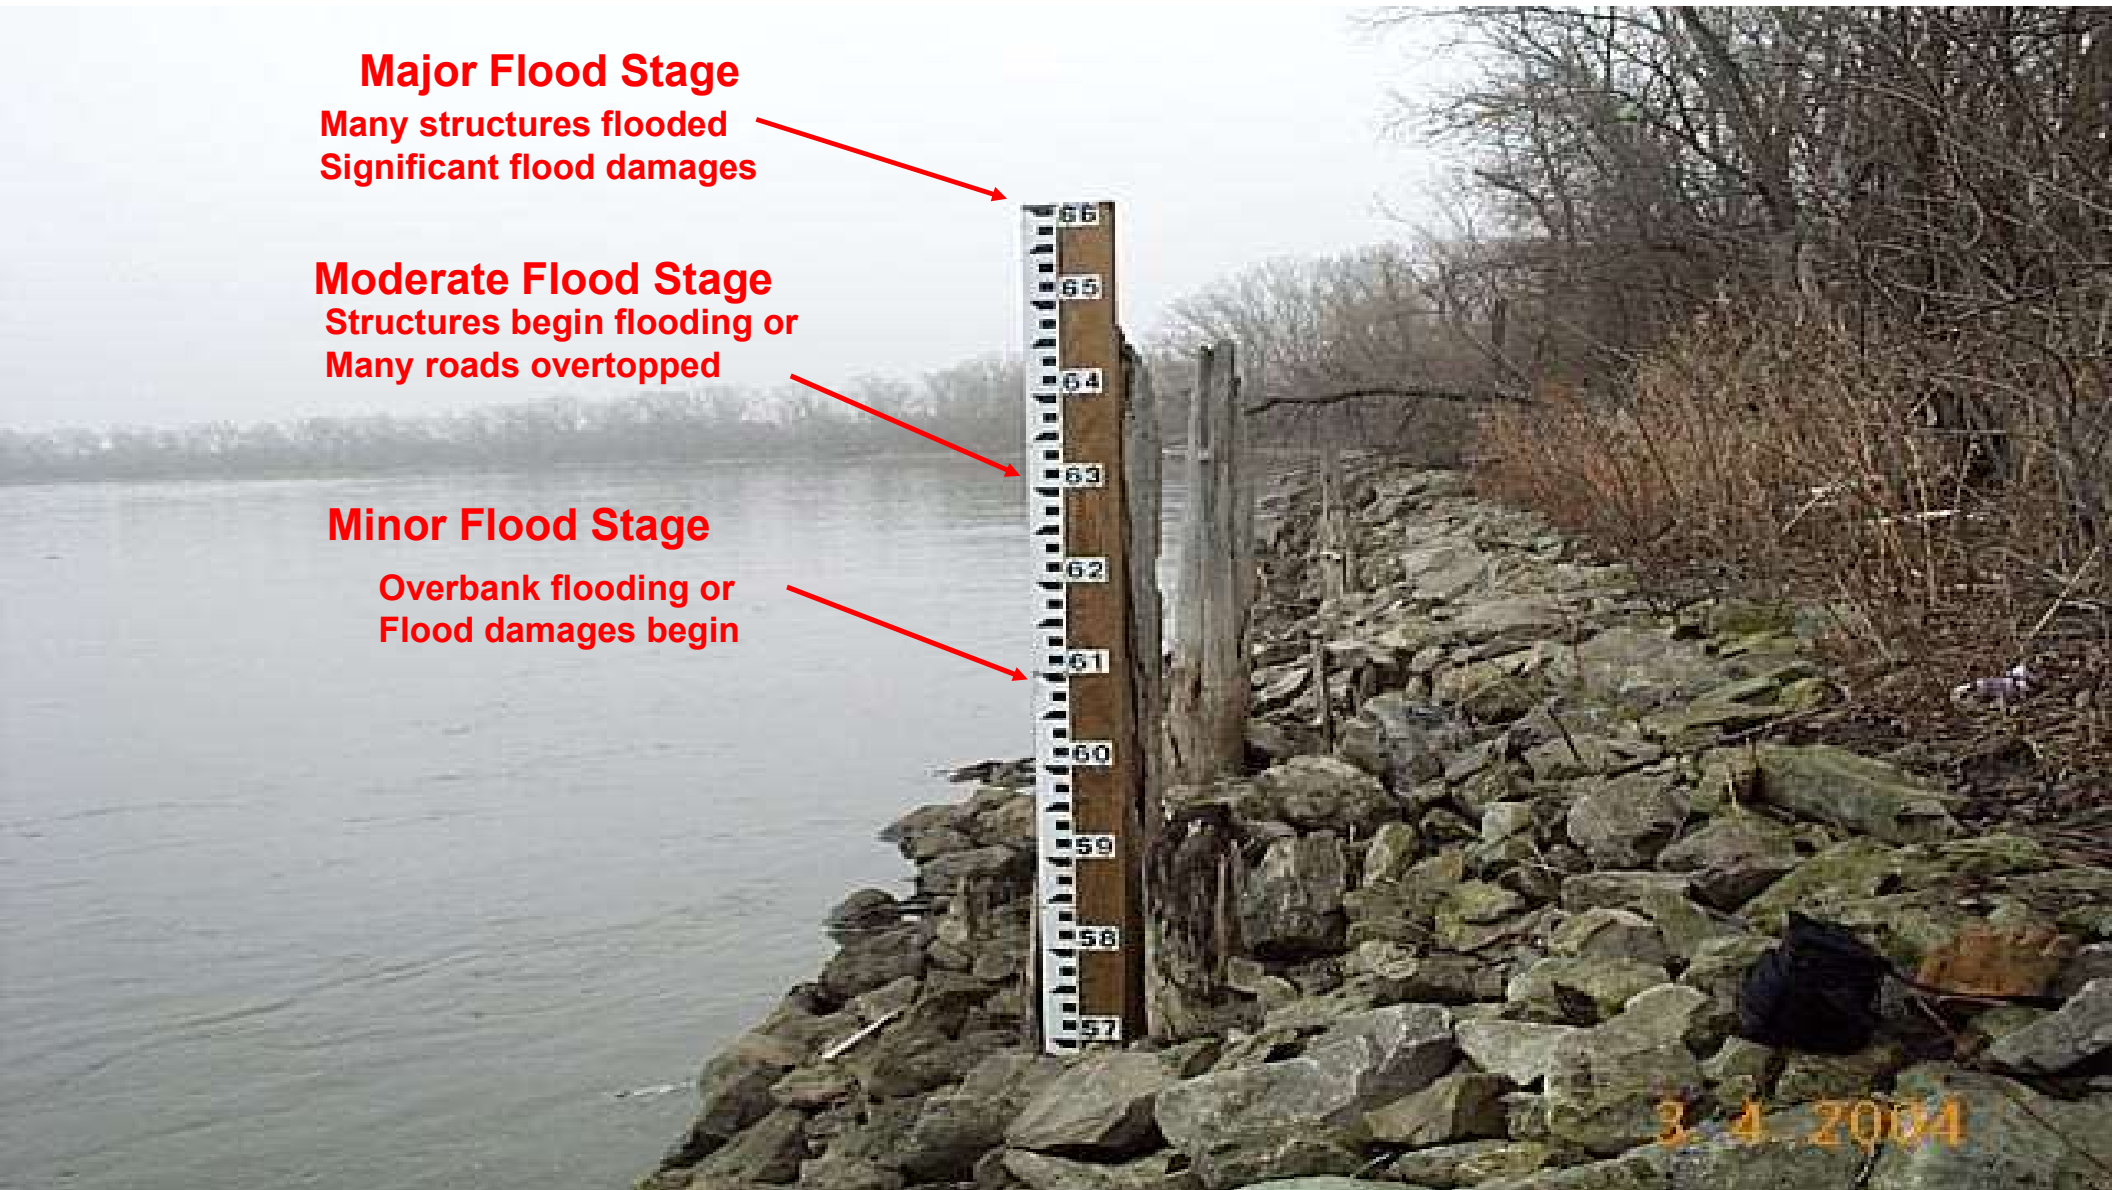 Major Flood Stage
Many structures flooded
Significant flood damages
Moderate Flood Stage
Structures begin flooding or
Many roads overtopped
Minor Flood Stage
Overbank flooding or
Flood damages begin
66
65
64
63
62
61
60
59
58
57
3. 4. 2004